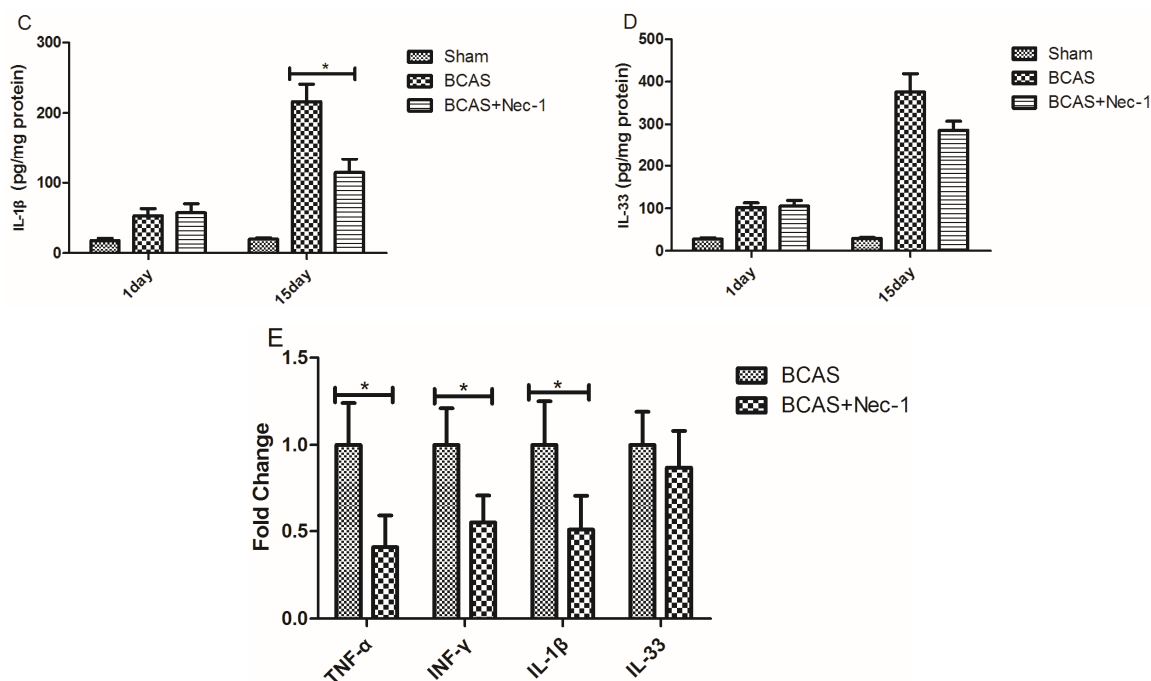 C
IL-1β (pg/mg protein)
300
200
100
0
*
1day
15day
Sham
BCAS
BCAS+Nec-1
D
IL-33 (pg/mg protein)
500
400
300
200
100
0
1day
15day
Sham
BCAS
BCAS+Nec-1
E
Fold Change
1.5
1.0
0.5
0.0
*
*
*
TNF-α
INF-γ
IL-1β
IL-33
BCAS
BCAS+Nec-1